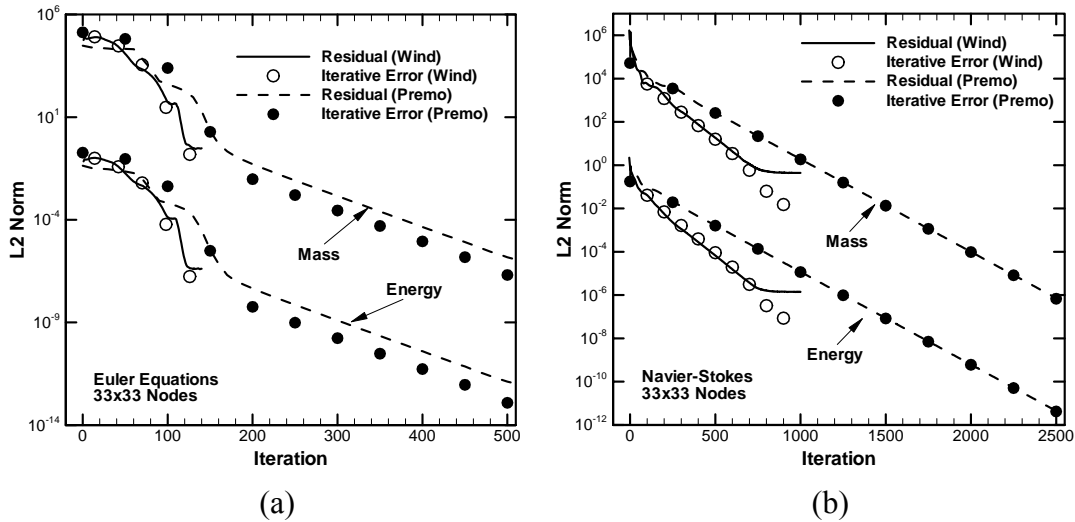 10^6
10^1
10^-4
10^-9
10^-14
L2 Norm
0
100
200
300
400
500
Iteration
Residual (Wind)
Iterative Error (Wind)
Residual (Premo)
Iterative Error (Premo)
Mass
Energy
Euler Equations
33x33 Nodes
(a)
10^6
10^4
10^2
10^0
10^-2
10^-4
10^-6
10^-8
10^-10
10^-12
L2 Norm
0
500
1000
1500
2000
2500
Iteration
Residual (Wind)
Iterative Error (Wind)
Residual (Premo)
Iterative Error (Premo)
Mass
Energy
Navier-Stokes
33x33 Nodes
(b)